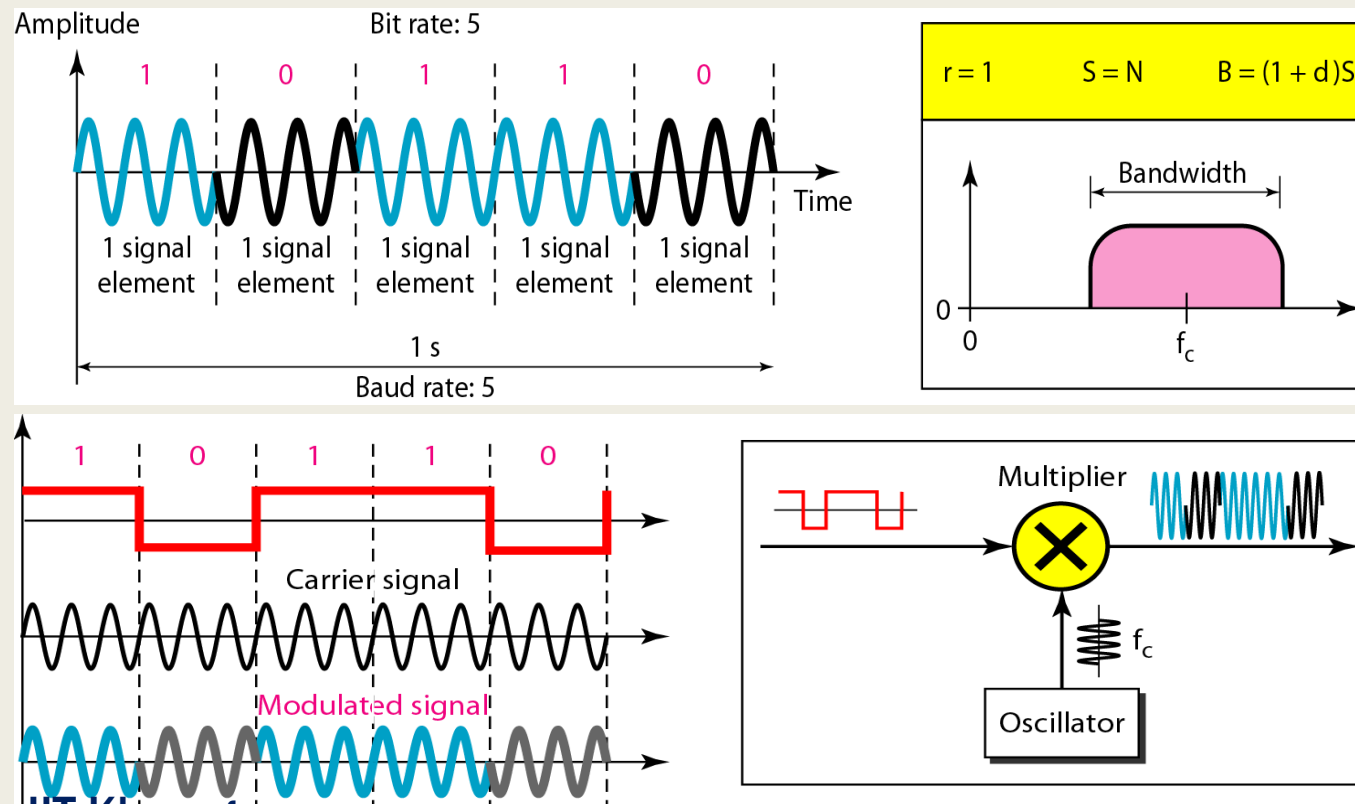 Amplitude
Bit rate: 5
1 0 1 1 0
Time
1 signal element
1 signal element
1 signal element
1 signal element
1 signal element
1 s
Baud rate: 5
r = 1 S = N B = (1 + d)S
Bandwidth
0
0
fc
1 0 1 1 0
Carrier signal
Modulated signal
Multiplier
fc
Oscillator